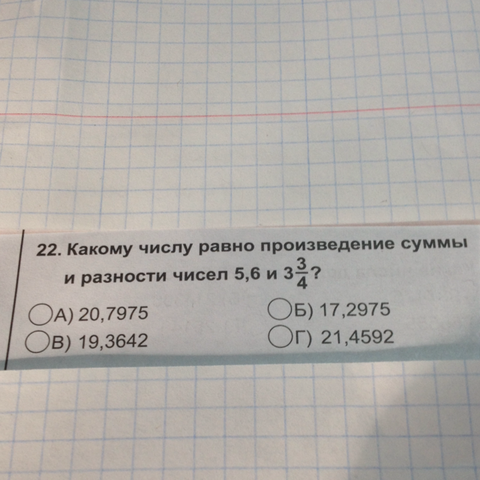 22. Какому числу равно произведение суммы
и разности чисел 5,6 и 3 3/4?
А) 20,7975
Б) 17,2975
В) 19,3642
Г) 21,4592